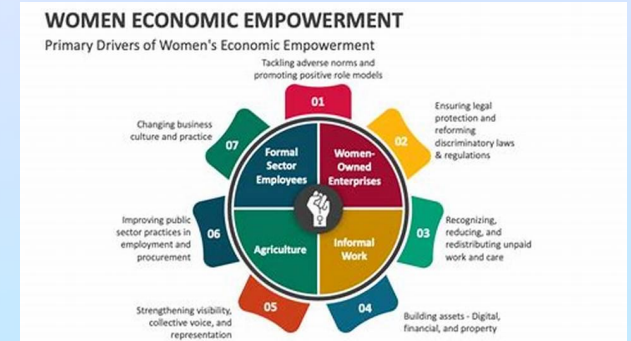 WOMEN ECONOMIC EMPOWERMENT
Primary Drivers of Women's Economic Empowerment
Tackling adverse norms and
promoting positive role models
01
Ensuring legal
protection and
reforming
discriminatory laws
& regulations
02
Recognizing,
reducing, and
redistributing unpaid
work and care
03
Building assets - Digital,
financial, and property
04
Strengthening visibility,
collective voice, and
representation
05
Improving public
sector practices in
employment and
procurement
06
Changing business
culture and practice
07
Formal
Sector
Employees
Women-
Owned
Enterprises
Agriculture
Informal
Work